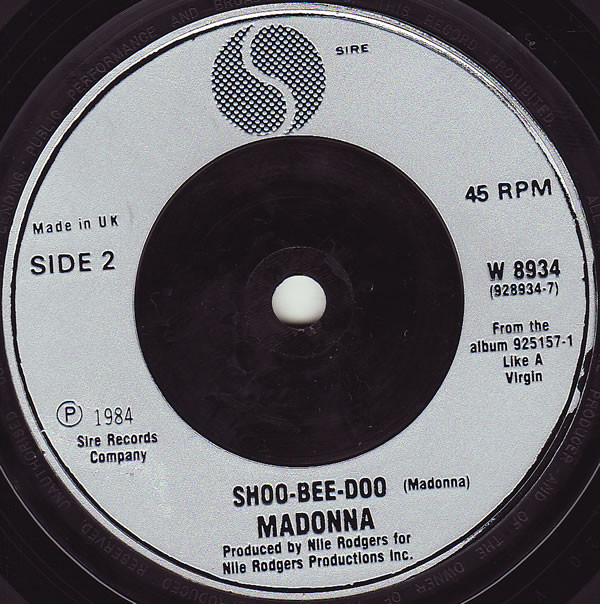 SIRE
45 RPM
Made in UK
SIDE 2
W 8934
(928934-7)
From the
album 925157-1
Like A
Virgin
Ⓟ 1984
Sire Records
Company
SHOO-BEE-DOO (Madonna)
MADONNA
Produced by Nile Rodgers for
Nile Rodgers Productions Inc.